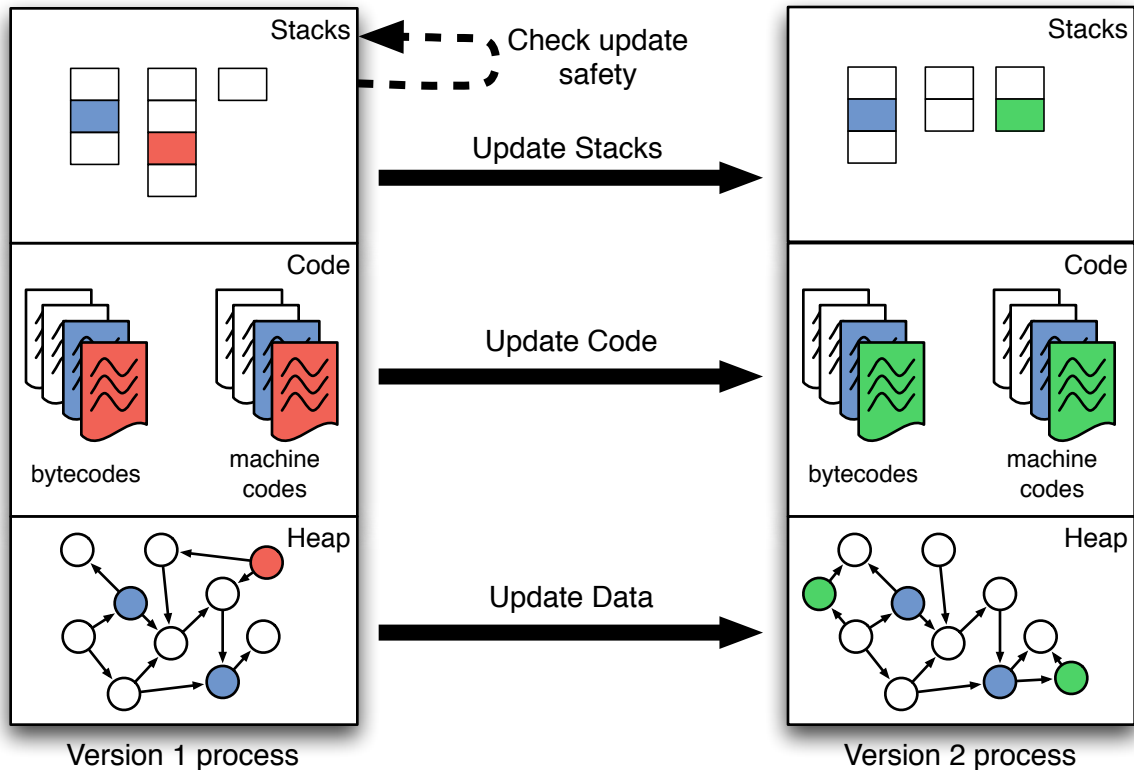 Stacks
Check update
safety
Stacks
Update Stacks
Code
Update Code
Code
bytecodes
machine
codes
bytecodes
machine
codes
Heap
Update Data
Heap
Version 1 process
Version 2 process